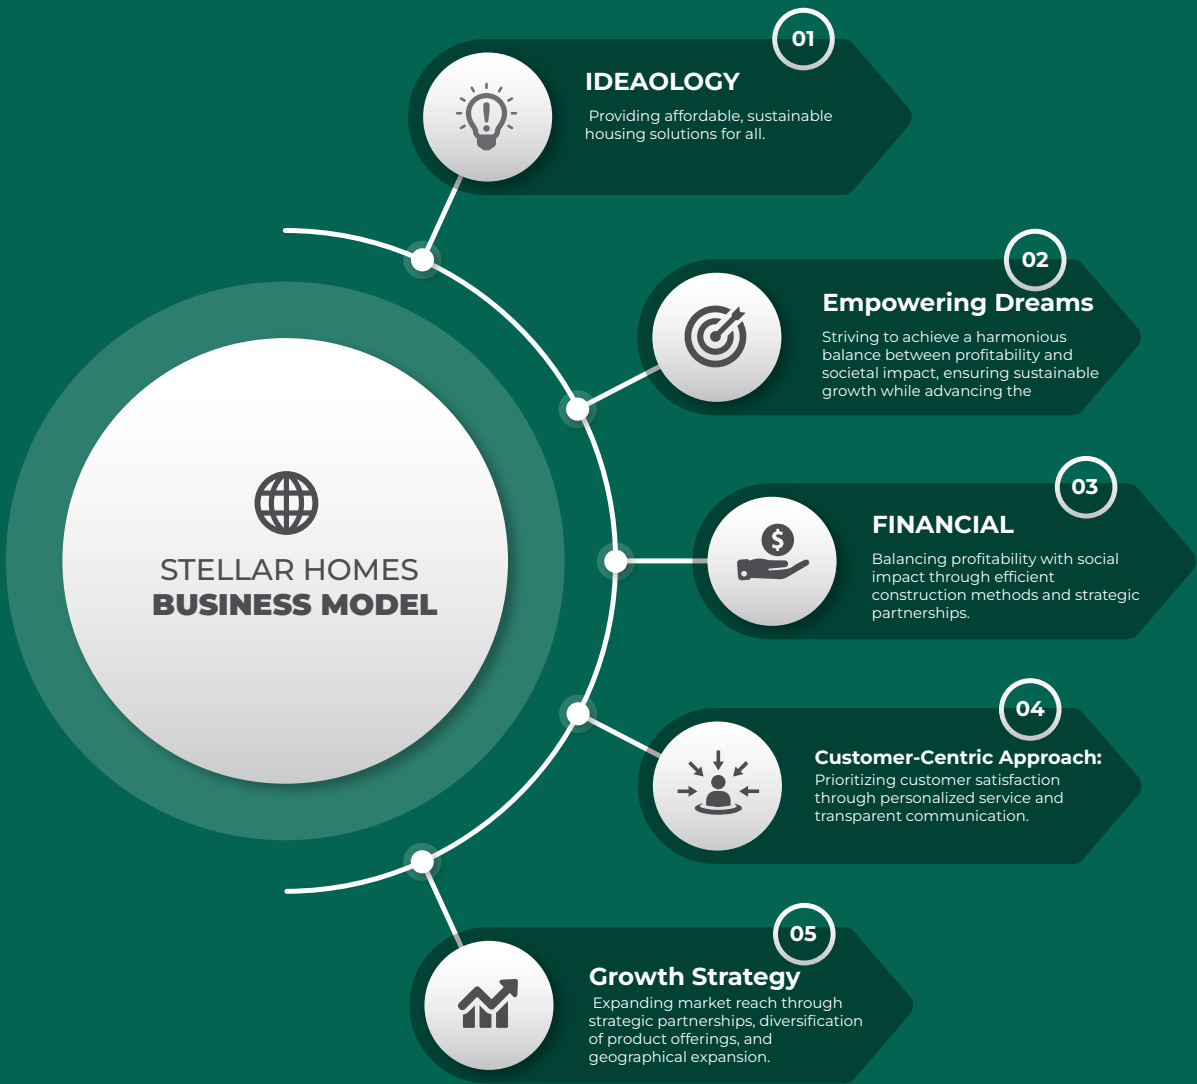 01
IDEAOLOGY
Providing affordable, sustainable
housing solutions for all.
02
Empowering Dreams
Striving to achieve a harmonious
balance between profitability and
societal impact, ensuring sustainable
growth while advancing the
STELLAR HOMES
BUSINESS MODEL
03
FINANCIAL
$
Balancing profitability with social
impact through efficient
construction methods and strategic
partnerships.
04
Customer-Centric Approach:
Prioritizing customer satisfaction
through personalized service and
transparent communication.
05
Growth Strategy
Expanding market reach through
strategic partnerships, diversification
of product offerings, and
geographical expansion.